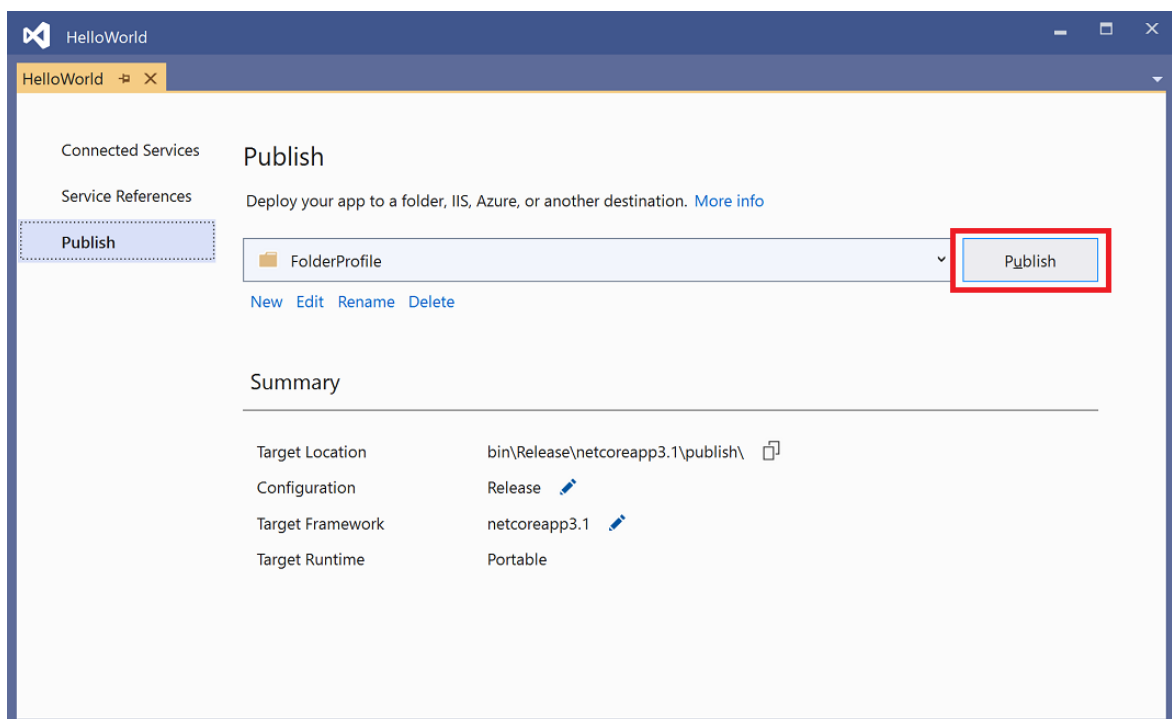 HelloWorld
HelloWorld
Connected Services
Service References
Publish
Publish
Deploy your app to a folder, IIS, Azure, or another destination. More info
FolderProfile
Publish
New Edit Rename Delete
Summary
Target Location bin\Release\netcoreapp3.1\publish\
Configuration Release
Target Framework netcoreapp3.1
Target Runtime Portable